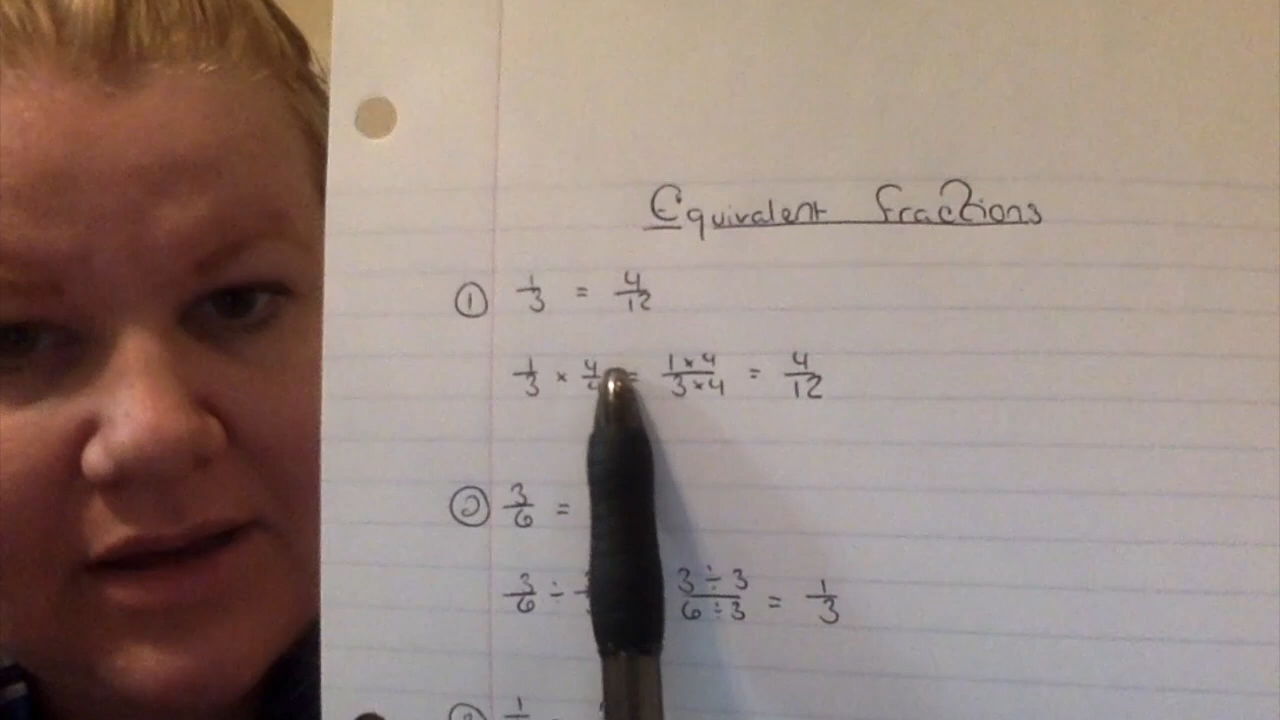 Equivalent fractions
① 1/3 = 4/12
1/3 × 4/4 = 1×4/3×4 = 4/12
② 3/6 =
3/6 ÷ 3÷3/6÷3 = 1/3